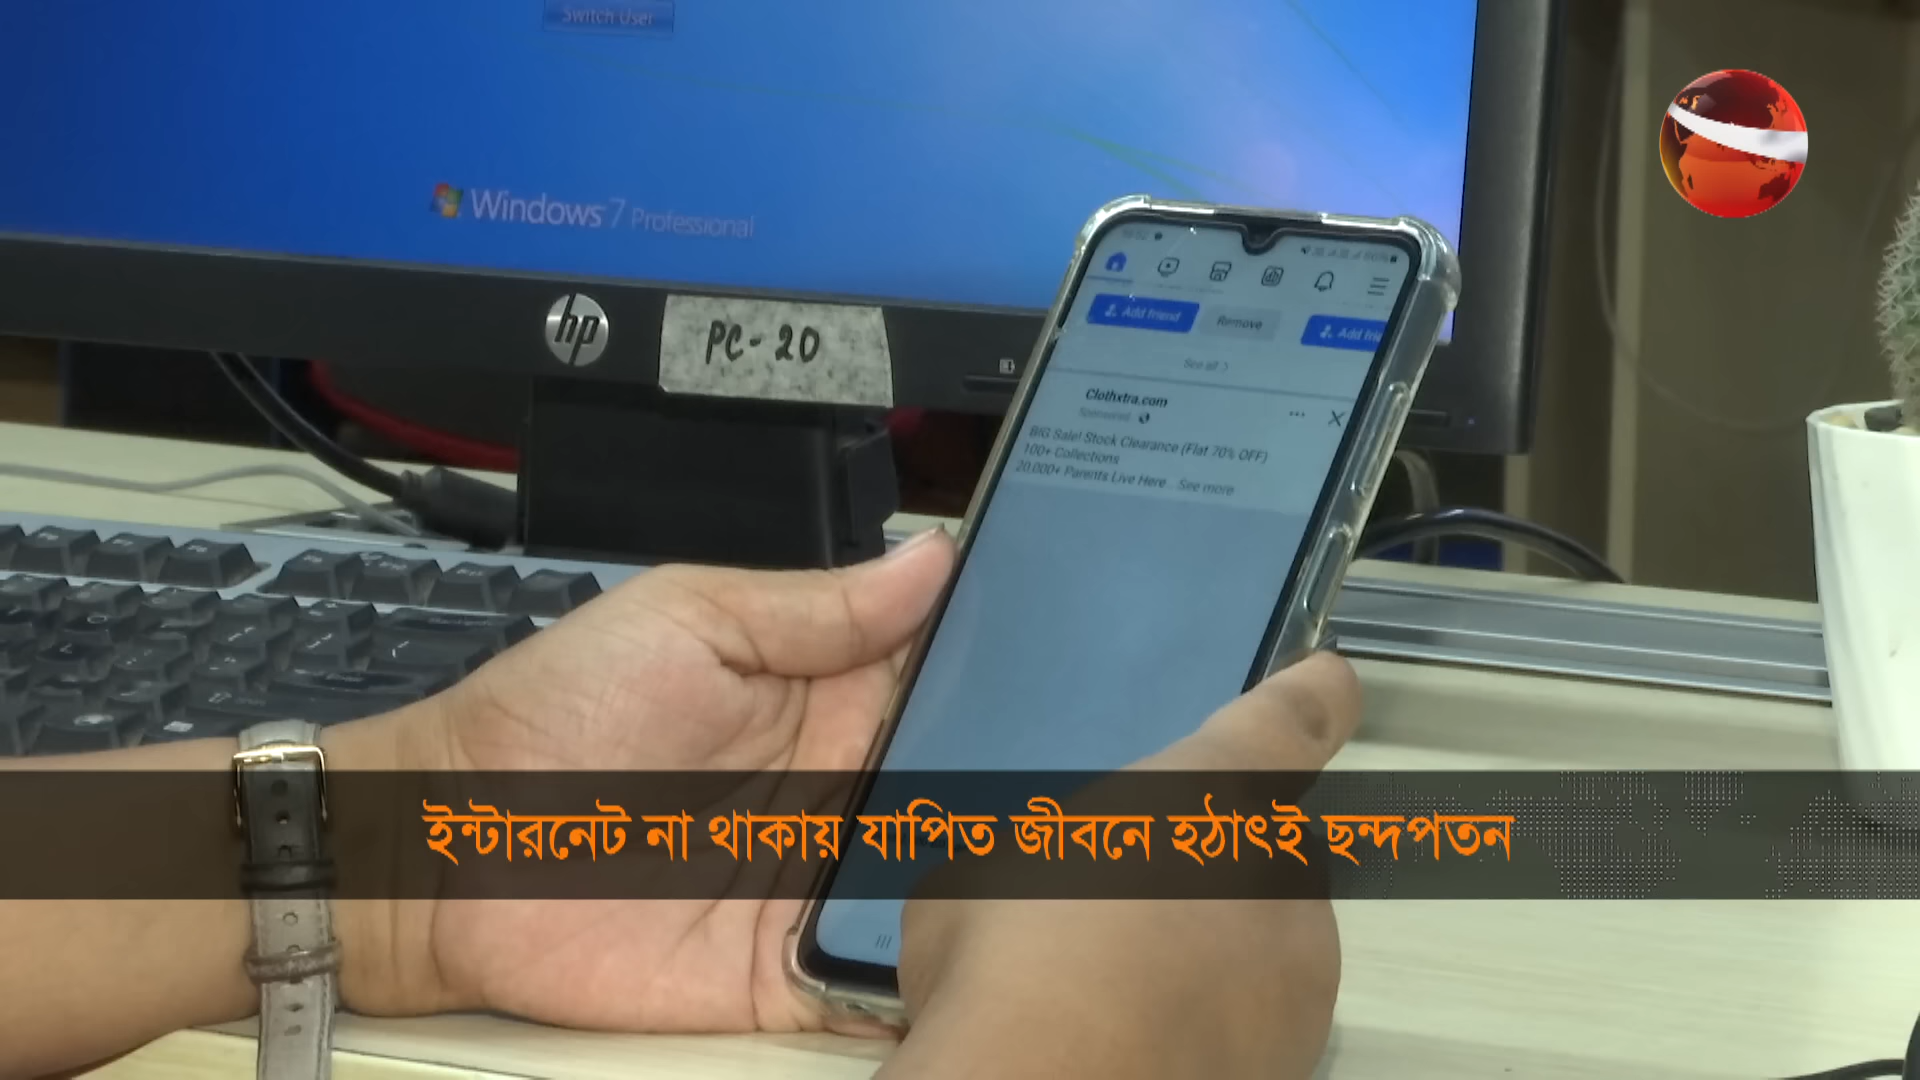 Switch User
Windows 7 Professional
hp
PC-20
Add friend
Remove
Add frie
See all
Clothxtra.com
Sponsored
BIG Sale! Stock Clearance (Flat 70% OFF)
100+ Collections
20,000+ Parents Live Here... See more
ইন্টারনেট না থাকায় যাপিত জীবনে হঠাৎই ছন্দপতন